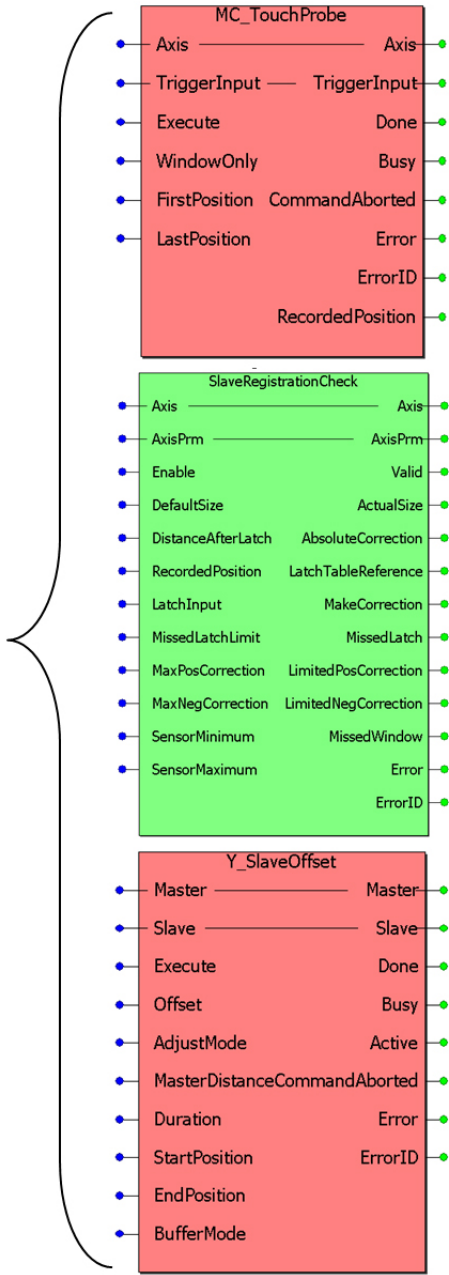 MC_TouchProbe
Axis Axis
TriggerInput TriggerInput
Execute Done
WindowOnly Busy
FirstPosition CommandAborted
LastPosition Error
ErrorID
RecordedPosition
SlaveRegistrationCheck
Axis Axis
AxisPrm AxisPrm
Enable Valid
DefaultSize ActualSize
DistanceAfterLatch AbsoluteCorrection
RecordedPosition LatchTableReference
LatchInput MakeCorrection
MissedLatchLimit MissedLatch
MaxPosCorrection LimitedPosCorrection
MaxNegCorrection LimitedNegCorrection
SensorMinimum MissedWindow
SensorMaximum Error
ErrorID
Y_SlaveOffset
Master Master
Slave Slave
Execute Done
Offset Busy
AdjustMode Active
MasterDistanceCommandAborted
Duration Error
StartPosition ErrorID
EndPosition
BufferMode